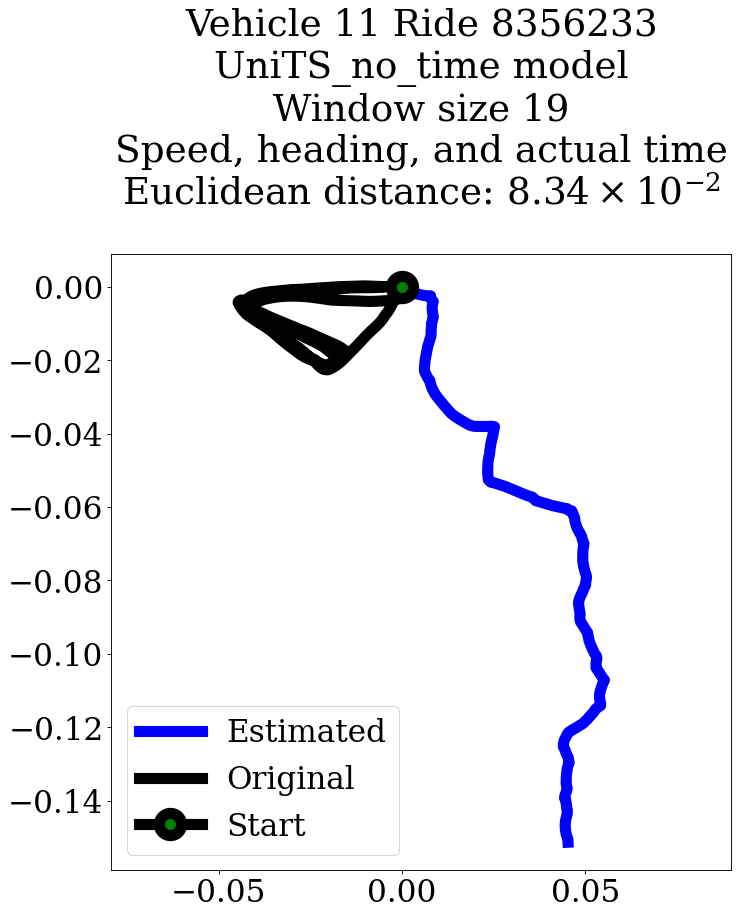 Vehicle 11 Ride 8356233
UniTS_no_time model
Window size 19
Speed, heading, and actual time
Euclidean distance: 8.34 × 10⁻²
0.00
−0.02
−0.04
−0.06
−0.08
−0.10
−0.12
−0.14
Estimated
Original
Start
−0.05 0.00 0.05